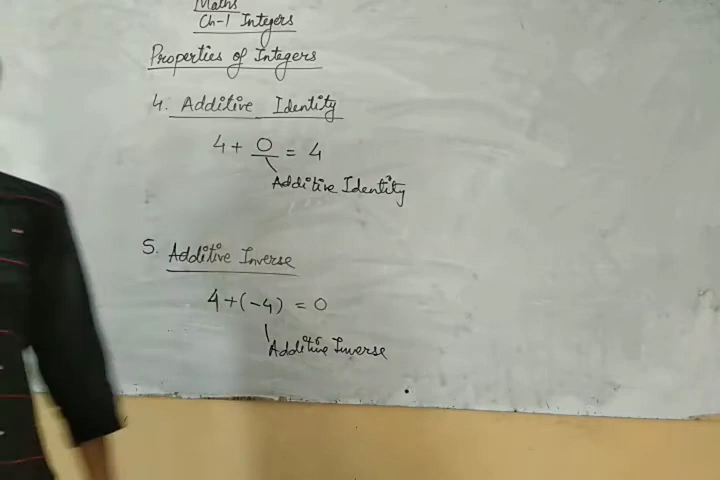 Maths
Ch-1 Integers
Properties of Integers
4. Additive Identity
4 + 0 = 4
Additive Identity
5. Additive Inverse
4 + (-4) = 0
Additive Inverse